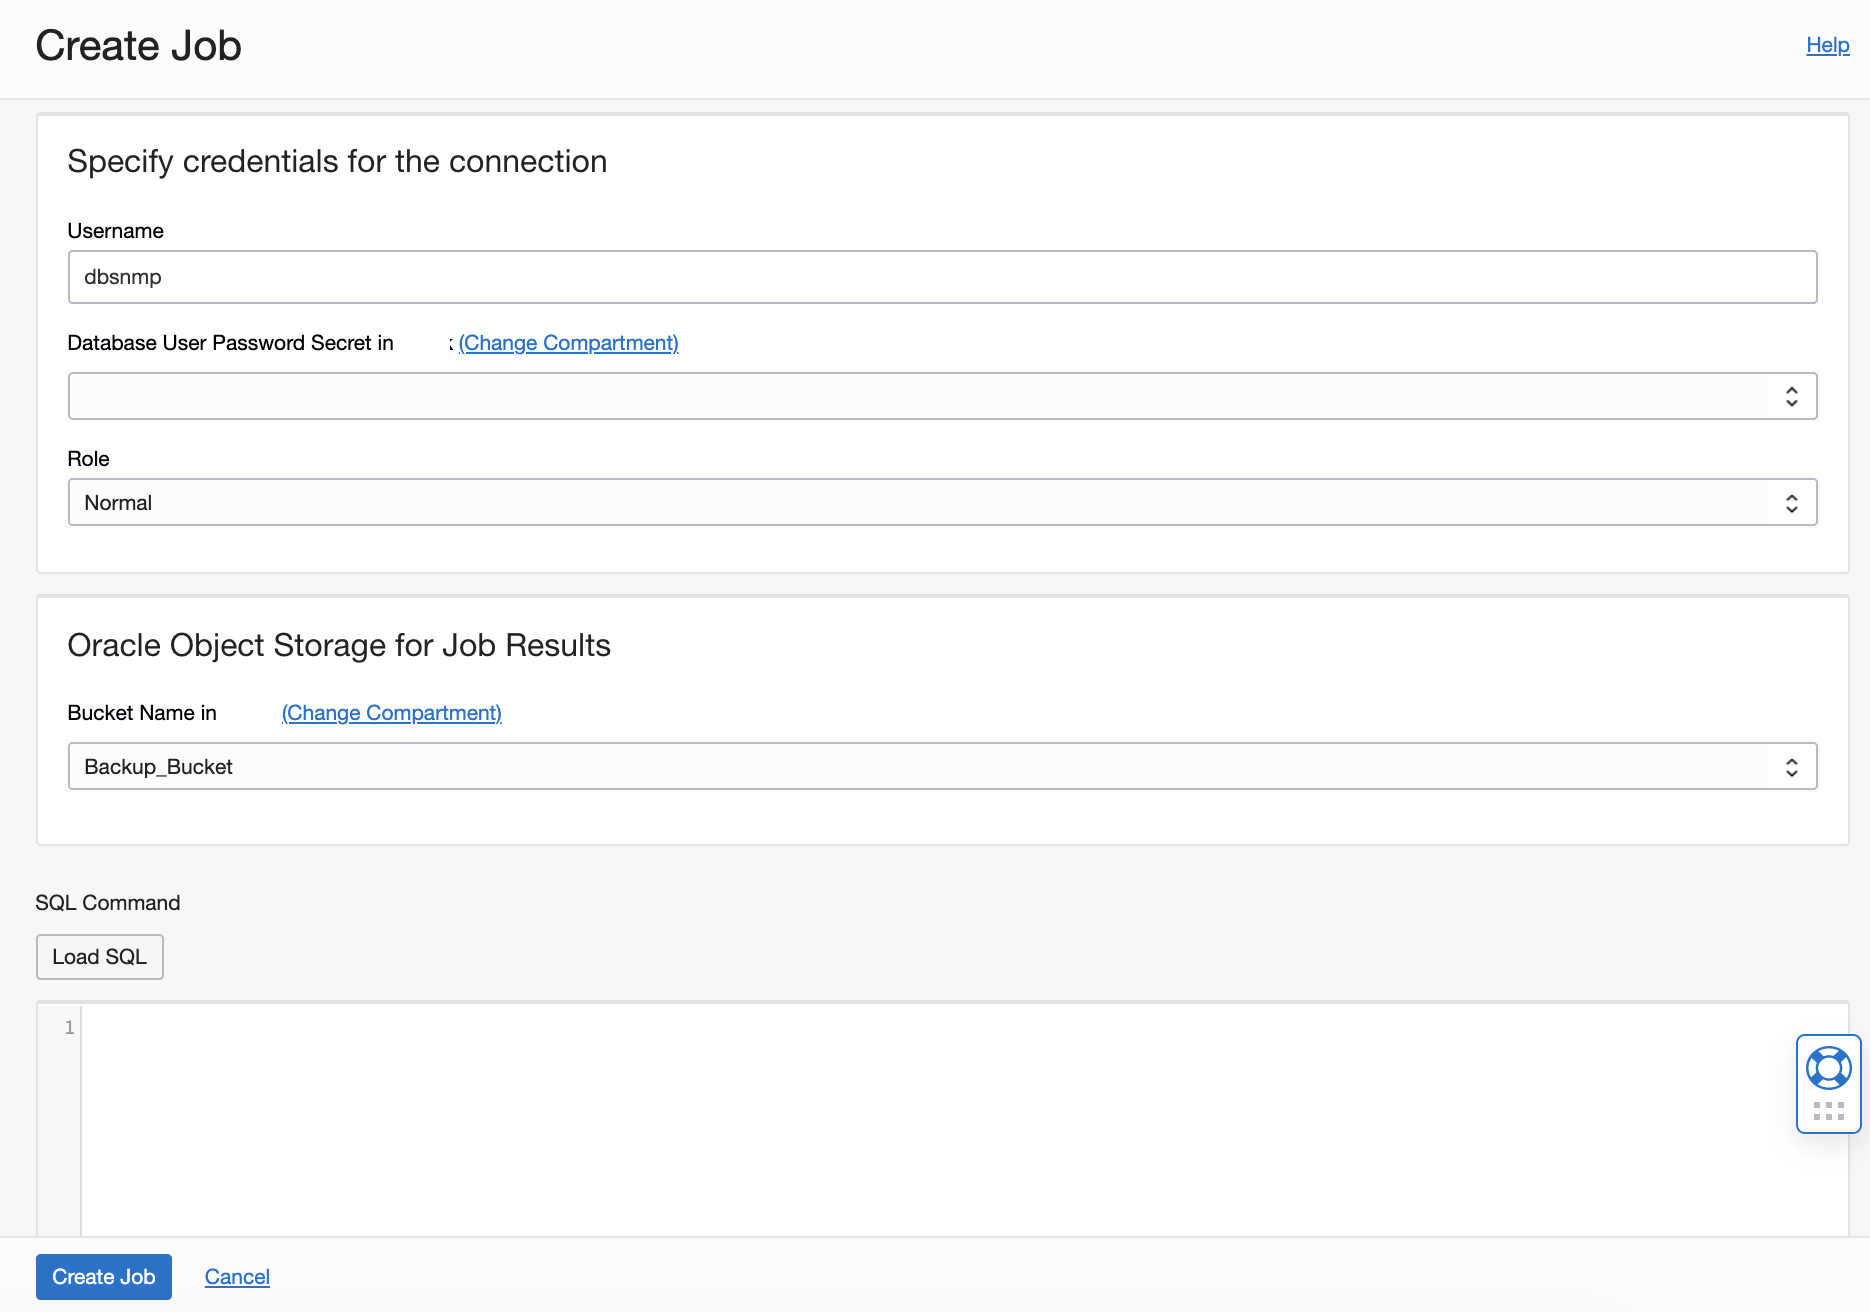 Create Job
Help
Specify credentials for the connection
Username
dbsnmp
Database User Password Secret in (Change Compartment)
Role
Normal
Oracle Object Storage for Job Results
Bucket Name in (Change Compartment)
Backup_Bucket
SQL Command
Load SQL
1
Create Job
Cancel